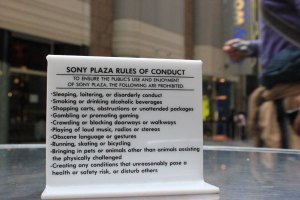 SONY PLAZA RULES OF CONDUCT
TO ENSURE THE PUBLIC'S USE AND ENJOYMENT
OF SONY PLAZA, THE FOLLOWING ARE PROHIBITED:
·Sleeping, loitering, or disorderly conduct
·Smoking or drinking alcoholic beverages
·Shopping carts, obstructions or unattended packages
·Gambling or promoting gaming
·Crowding or blocking doorways or walkways
·Playing of loud music, radios or stereos
·Obscene language or gestures
·Running, skating or bicycling
·Bringing in pets or animals other than animals assisting
the physically challenged
·Creating any conditions that unreasonably pose a
health or safety risk, or disturb others